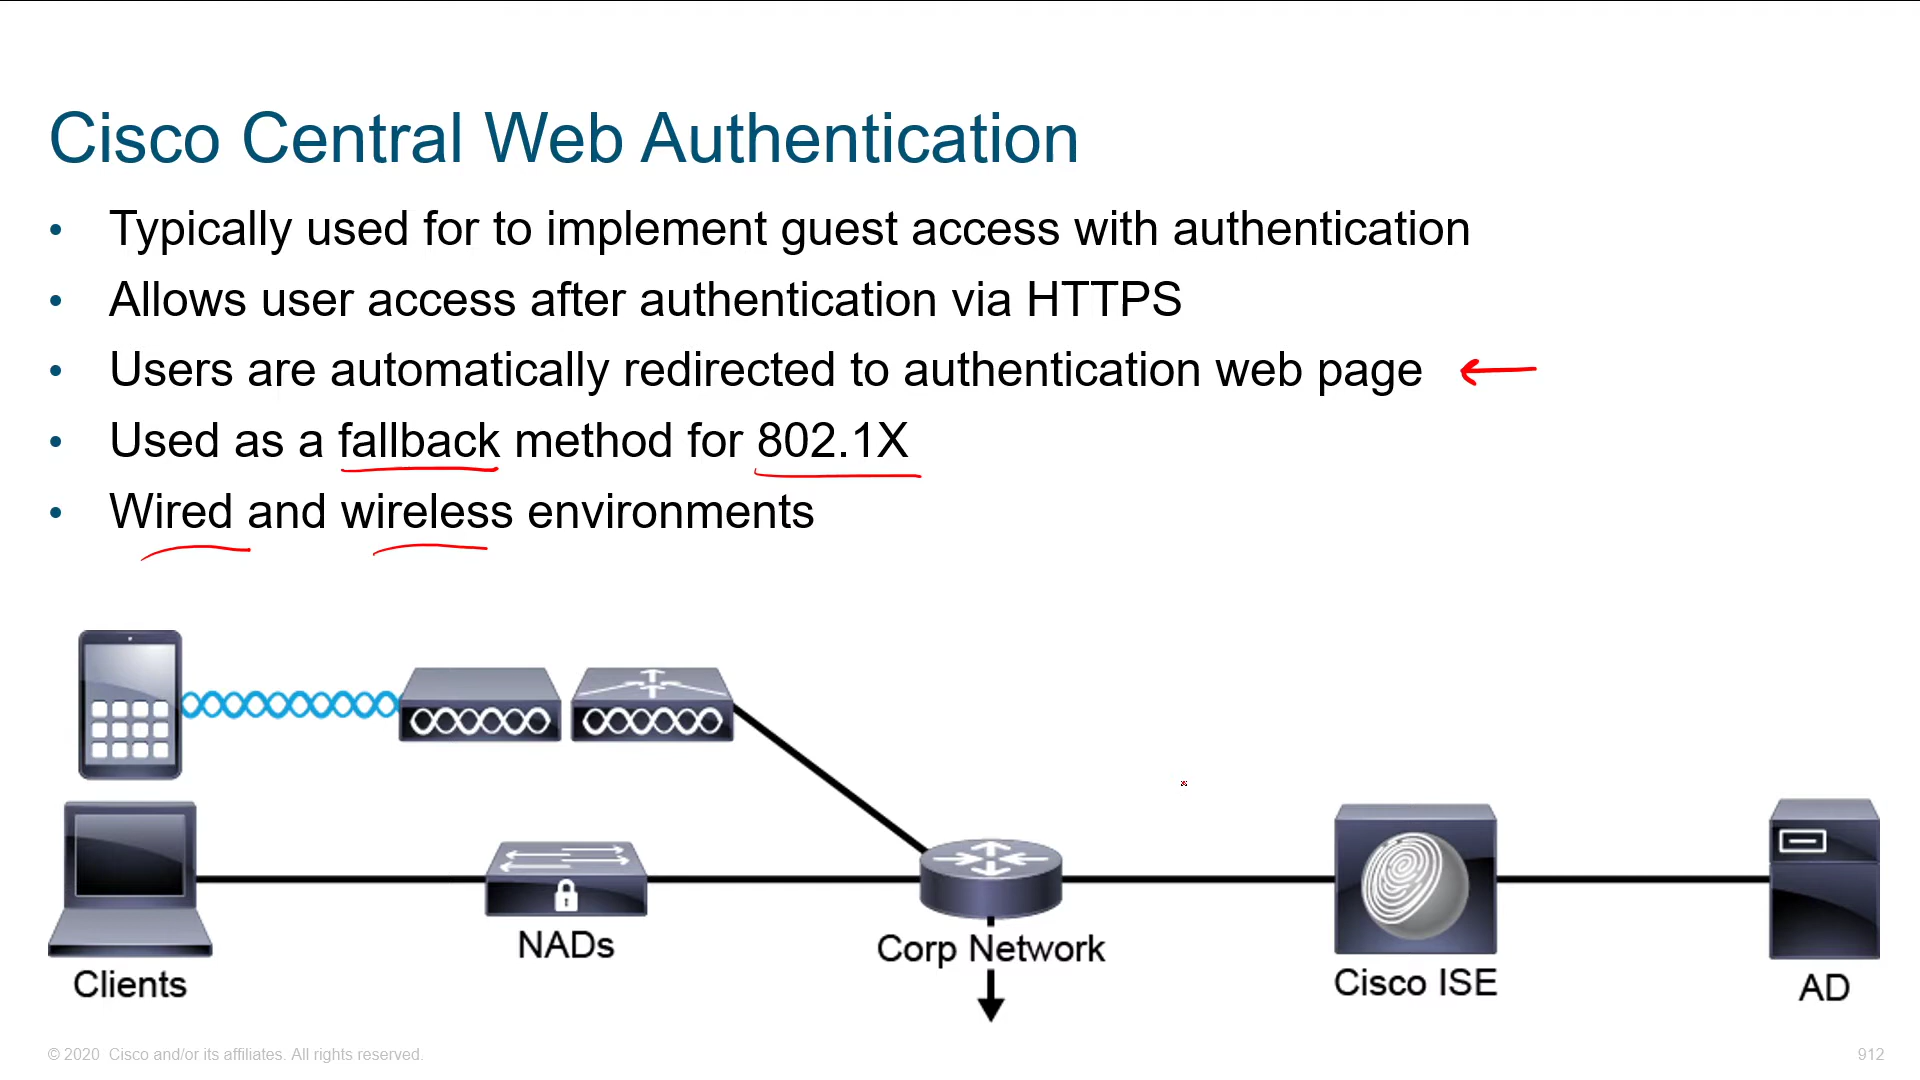 Cisco Central Web Authentication
• Typically used for to implement guest access with authentication
• Allows user access after authentication via HTTPS
• Users are automatically redirected to authentication web page
• Used as a fallback method for 802.1X
• Wired and wireless environments
NADs
Corp Network
Clients
Cisco ISE
AD
© 2020 Cisco and/or its affiliates. All rights reserved.
912